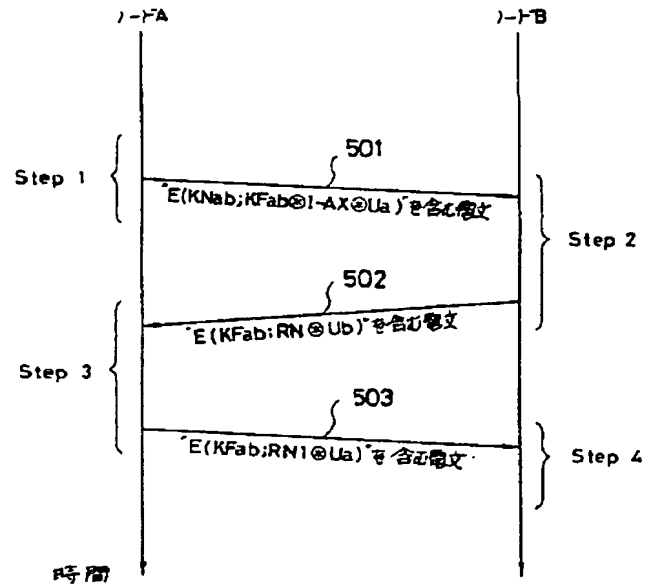 ノードA
ノードB
501
Step 1
"E(KNab;KFab⊛I-AX⊛Ua)"を含む電文
Step 2
502
"E(KFab;RN⊛Ub)"を含む電文
Step 3
503
"E(KFab;RN1⊛Ua)"を含む電文
Step 4
時間